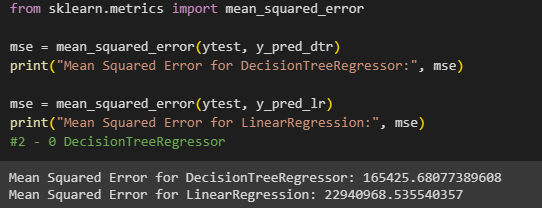 from sklearn.metrics import mean_squared_error
mse = mean_squared_error(ytest, y_pred_dtr)
print("Mean Squared Error for DecisionTreeRegressor:", mse)
mse = mean_squared_error(ytest, y_pred_lr)
print("Mean Squared Error for LinearRegression:", mse)
#2 - 0 DecisionTreeRegressor
Mean Squared Error for DecisionTreeRegressor: 165425.68077389608
Mean Squared Error for LinearRegression: 22940968.535540357